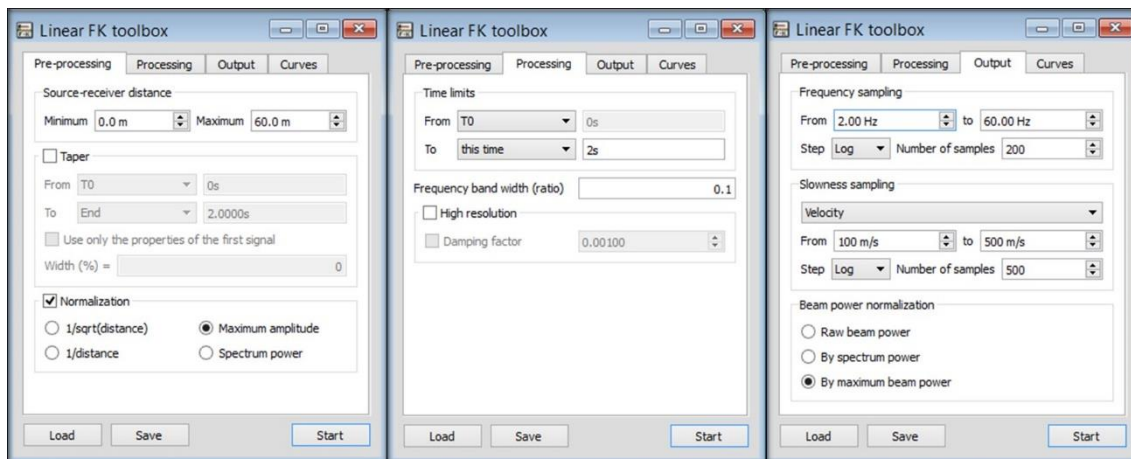 Linear FK toolbox
Pre-processing Processing Output Curves
Source-receiver distance
Minimum 0.0 m Maximum 60.0 m
Taper
From T0 0s
To End 2.0000s
Use only the properties of the first signal
Width (%) = 0
Normalization
1/sqrt(distance) Maximum amplitude
1/distance Spectrum power
Load Save Start
Linear FK toolbox
Pre-processing Processing Output Curves
Time limits
From T0 0s
To this time 2s
Frequency band width (ratio) 0.1
High resolution
Damping factor 0.00100
Load Save Start
Linear FK toolbox
Pre-processing Processing Output Curves
Frequency sampling
From 2.00 Hz to 60.00 Hz
Step Log Number of samples 200
Slowness sampling
Velocity
From 100 m/s to 500 m/s
Step Log Number of samples 500
Beam power normalization
Raw beam power
By spectrum power
By maximum beam power
Load Save Start